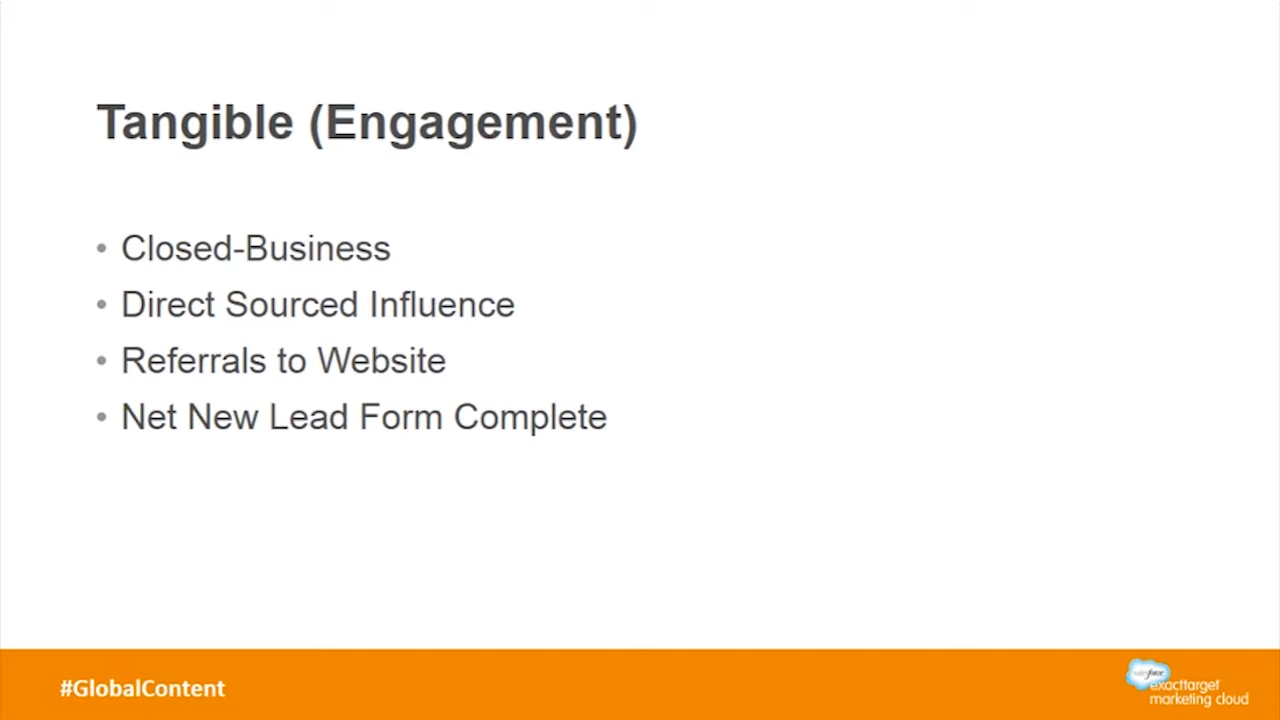 Tangible (Engagement)
• Closed-Business
• Direct Sourced Influence
• Referrals to Website
• Net New Lead Form Complete
#GlobalContent
salesforce
exacttarget
marketing cloud